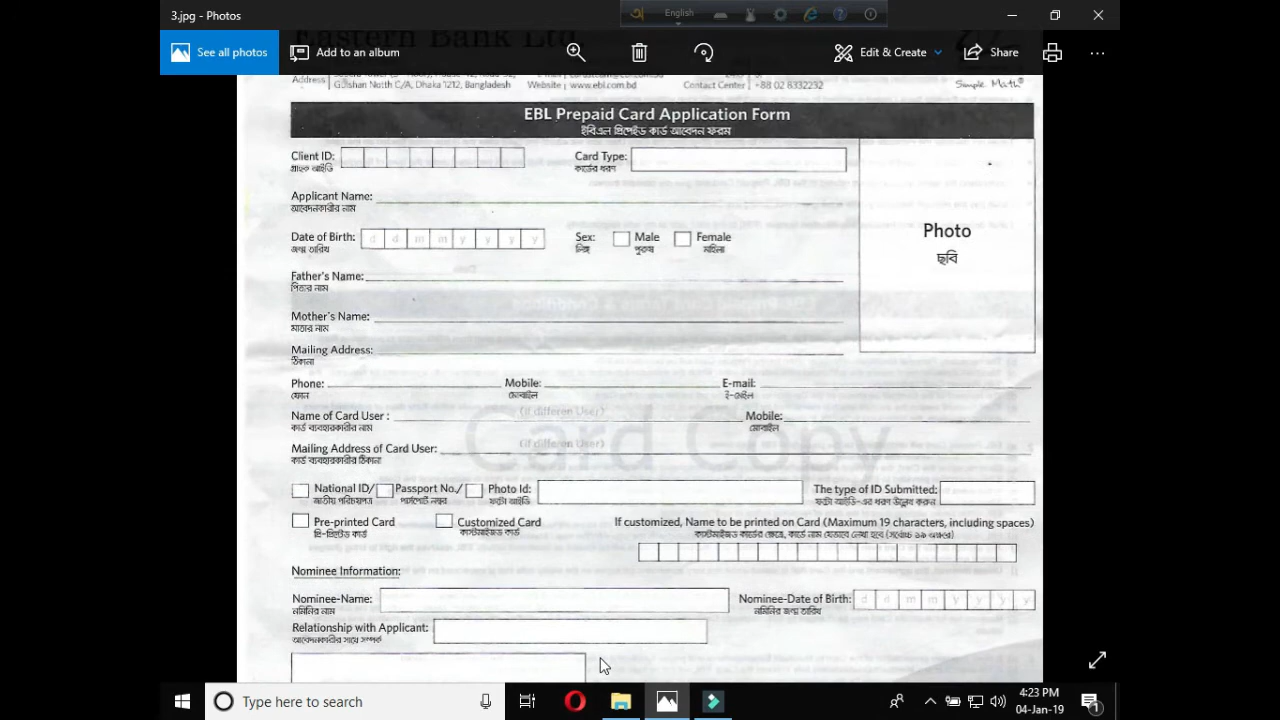 3.jpg - Photos
English
Eastern Bank Ltd.
See all photos
Add to an album
Edit & Create
Share
Address
Gulshan North C/A, Dhaka 1212, Bangladesh
Website | www.ebl.com.bd
Contact Center | +88 02 8332232
Simple Math®
EBL Prepaid Card Application Form
ইবিএল প্রিপেইড কার্ড আবেদন ফরম
Client ID:
গ্রাহক আইডি
Card Type:
কার্ডের ধরণ
Applicant Name:
আবেদনকারীর নাম
Date of Birth: d d m m y y y y
জন্ম তারিখ
Sex: Male Female
লিঙ্গ পুরুষ মহিলা
Photo
ছবি
Father's Name:
পিতার নাম
Mother's Name:
মাতার নাম
Mailing Address:
ঠিকানা
Phone: Mobile: E-mail:
ফোন মোবাইল ই-মেইল
Name of Card User : (if differen User) Mobile:
কার্ড ব্যবহারকারীর নাম মোবাইল
Card Copy
Mailing Address of Card User: (if differen User)
কার্ড ব্যবহারকারীর ঠিকানা
National ID/ Passport No./ Photo Id: The type of ID Submitted:
জাতীয় পরিচয়পত্র পাসপোর্ট নম্বর ফটো আইডি ফটো আইডি-এর ধরণ উল্লেখ করুন
Pre-printed Card Customized Card If customized, Name to be printed on Card (Maximum 19 characters, including spaces)
প্রি-প্রিন্টেড কার্ড কাস্টমাইজড কার্ড কাস্টমাইজড কার্ডের ক্ষেত্রে, কার্ডে নাম যেভাবে লেখা হবে (সর্বোচ্চ ১৯ অক্ষর)
Nominee Information:
Nominee-Name: Nominee-Date of Birth: d d m m y y y y
নমিনির নাম নমিনির জন্ম তারিখ
Relationship with Applicant:
আবেদনকারীর সাথে সম্পর্ক
Type here to search
4:23 PM
04-Jan-19
1